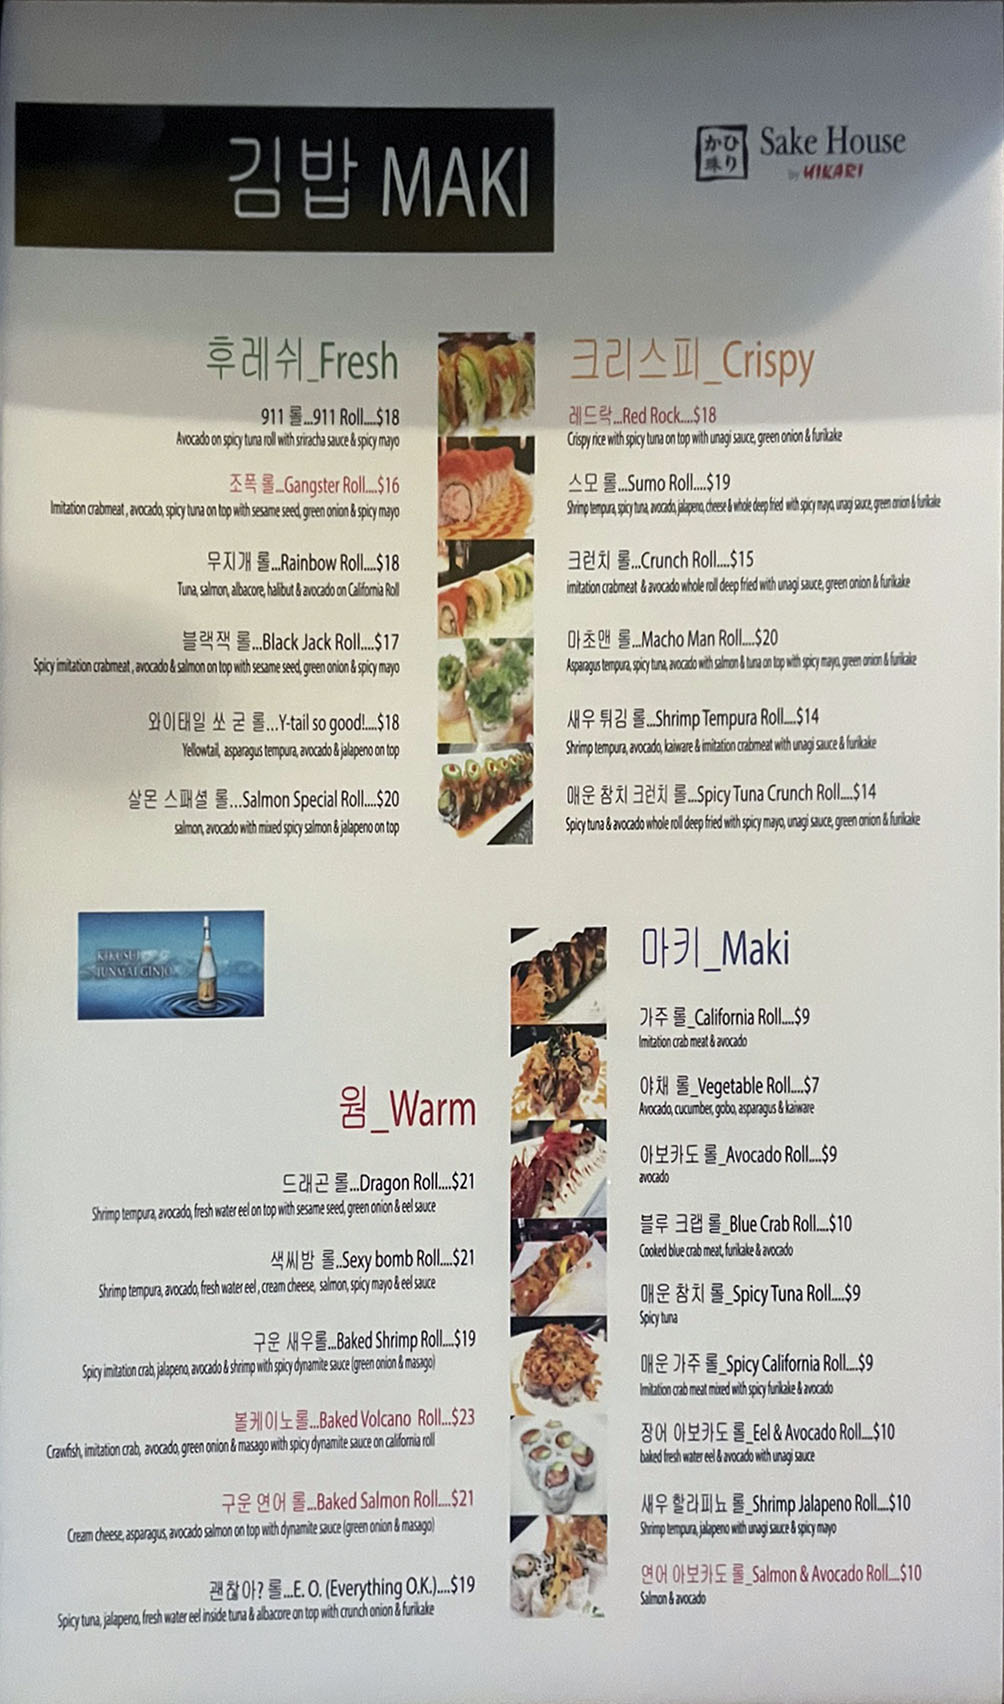 김밥 MAKI
かひ
珠り
Sake House
by HIKARI
후레쉬_Fresh
911 롤...911 Roll....$18
Avocado on spicy tuna roll with sriracha sauce & spicy mayo
조폭 롤...Gangster Roll....$16
Imitation crabmeat , avocado, spicy tuna on top with sesame seed, green onion & spicy mayo
무지개 롤...Rainbow Roll....$18
Tuna, salmon, albacore, halibut & avocado on California Roll
블랙잭 롤...Black Jack Roll....$17
Spicy imitation crabmeat , avocado & salmon on top with sesame seed, green onion & spicy mayo
와이태일 쏘 굳 롤...Y-tail so good!....$18
Yellowtail, asparagus tempura, avocado & jalapeno on top
살몬 스패셜 롤...Salmon Special Roll....$20
salmon, avocado with mixed spicy salmon & jalapeno on top
크리스피_Crispy
레드락...Red Rock....$18
Crispy rice with spicy tuna on top with unagi sauce, green onion & furikake
스모 롤...Sumo Roll....$19
Shrimp tempura, spicy tuna, avocado, jalapeno, cheese & whole deep fried with spicy mayo, unagi sauce, green onion & furikake
크런치 롤...Crunch Roll....$15
imitation crabmeat & avocado whole roll deep fried with unagi sauce, green onion & furikake
마초맨 롤...Macho Man Roll....$20
Asparagus tempura, spicy tuna, avocado with salmon & tuna on top with spicy mayo, green onion & furikake
새우 튀김 롤...Shrimp Tempura Roll....$14
Shrimp tempura, avocado, kaiware & imitation crabmeat with unagi sauce & furikake
매운 참치 크런치 롤...Spicy Tuna Crunch Roll....$14
Spicy tuna & avocado whole roll deep fried with spicy mayo, unagi sauce, green onion & furikake
KIKUSUI
JUNMAI GINJO
웜_Warm
드래곤 롤...Dragon Roll....$21
Shrimp tempura, avocado, fresh water eel on top with sesame seed, green onion & eel sauce
색씨밤 롤..Sexy bomb Roll....$21
Shrimp tempura, avocado, fresh water eel , cream cheese, salmon, spicy mayo & eel sauce
구운 새우롤...Baked Shrimp Roll....$19
Spicy imitation crab, jalapeno, avocado & shrimp with spicy dynamite sauce (green onion & masago)
볼케이노롤...Baked Volcano Roll...$23
Crawfish, imitation crab, avocado, green onion & masago with spicy dynamite sauce on california roll
구운 연어 롤...Baked Salmon Roll....$21
Cream cheese, asparagus, avocado salmon on top with dynamite sauce (green onion & masago)
괜찮아? 롤...E. O. (Everything O.K.)....$19
Spicy tuna, jalapeno, fresh water eel inside tuna & albacore on top with crunch onion & furikake
마키_Maki
가주 롤_California Roll....$9
Imitation crab meat & avocado
야채 롤_Vegetable Roll....$7
Avocado, cucumber, gobo, asparagus & kaiware
아보카도 롤_Avocado Roll....$9
avocado
블루 크랩 롤_Blue Crab Roll....$10
Cooked blue crab meat, furikake & avocado
매운 참치 롤_Spicy Tuna Roll....$9
Spicy tuna
매운 가주 롤_Spicy California Roll....$9
Imitation crab meat mixed with spicy furikake & avocado
장어 아보카도 롤_Eel & Avocado Roll....$10
baked fresh water eel & avocado with unagi sauce
새우 할라피뇨 롤_Shrimp Jalapeno Roll....$10
Shrimp tempura, jalapeno with unagi sauce & spicy mayo
연어 아보카도 롤_Salmon & Avocado Roll....$10
Salmon & avocado